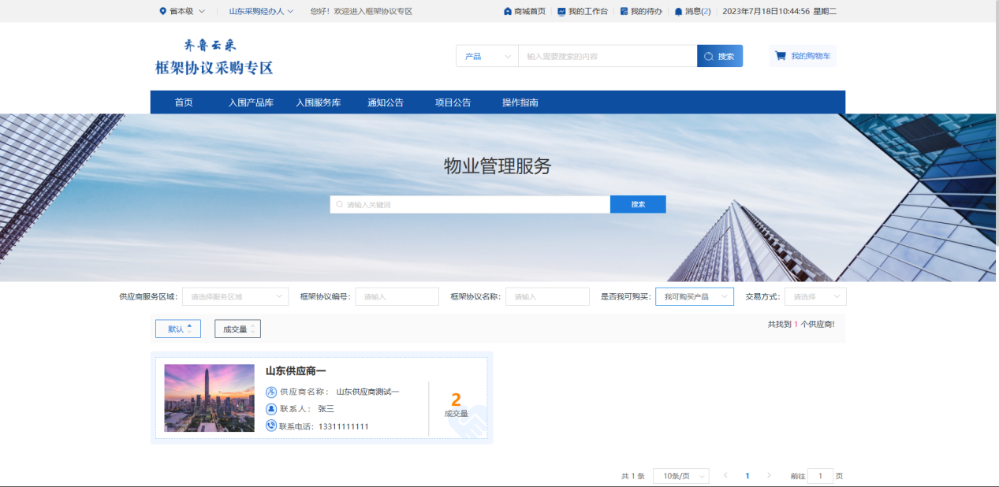 省本级 山东采购经办人 您好！欢迎进入框架协议专区 商城首页 我的工作台 我的待办 消息(2) 2023年7月18日10:44:56 星期二
齐鲁云采
框架协议采购专区
产品 输入需要搜索的内容 搜索 我的购物车
首页 入围产品库 入围服务库 通知公告 项目公告 操作指南
物业管理服务
请输入关键词 搜索
供应商服务区域： 请选择服务区域 框架协议编号： 请输入 框架协议名称： 请输入 是否我可购买： 我可购买产品 交易方式： 请选择
默认 成交量 共找到 1 个供应商!
山东供应商一
供应商名称： 山东供应商测试一
联系人： 张三
联系电话： 13311111111
2
成交量
共 1 条 10条/页 1 前往 1 页